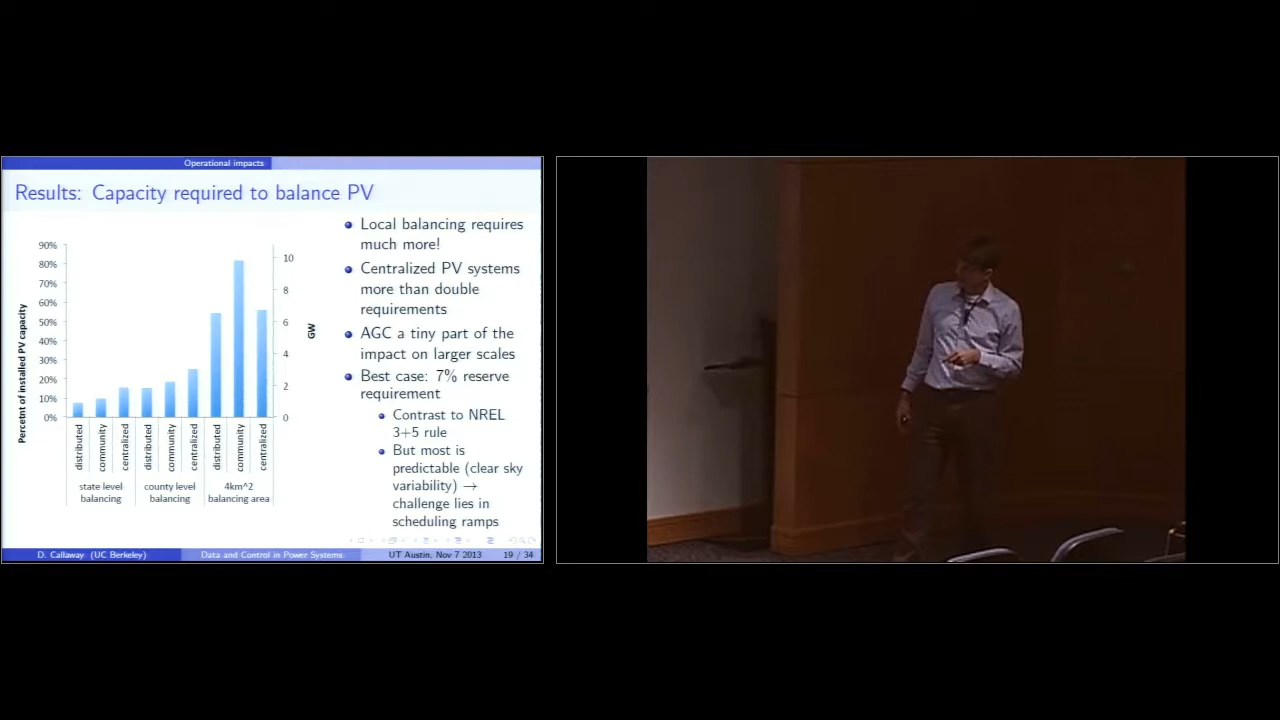 Operational impacts
Results: Capacity required to balance PV
Percetnt of installed PV capacity
90%
80%
70%
60%
50%
40%
30%
20%
10%
0%
10
8
6
4
2
0
GW
distributed
community
centralized
distributed
community
centralized
distributed
community
centralized
state level
balancing
county level
balancing
4km^2
balancing area
Local balancing requires
much more!
Centralized PV systems
more than double
requirements
AGC a tiny part of the
impact on larger scales
Best case: 7% reserve
requirement
Contrast to NREL
3+5 rule
But most is
predictable (clear sky
variability) →
challenge lies in
scheduling ramps
D. Callaway (UC Berkeley)
Data and Control in Power Systems
UT Austin, Nov 7 2013
19 / 34